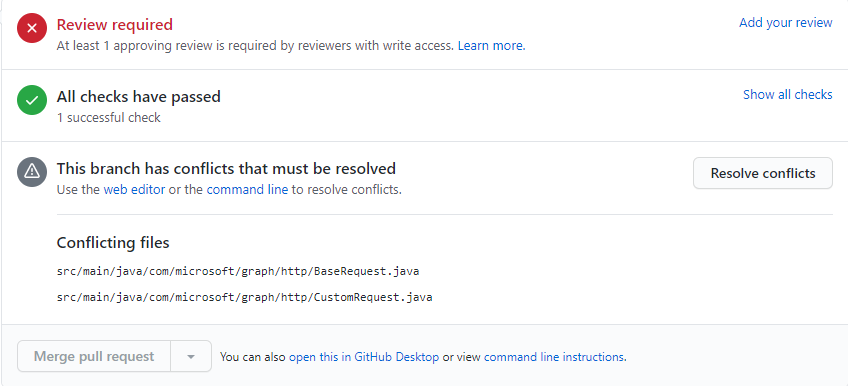 Review required
Add your review
At least 1 approving review is required by reviewers with write access. Learn more.
All checks have passed
Show all checks
1 successful check
This branch has conflicts that must be resolved
Use the web editor or the command line to resolve conflicts.
Resolve conflicts
Conflicting files
src/main/java/com/microsoft/graph/http/BaseRequest.java
src/main/java/com/microsoft/graph/http/CustomRequest.java
Merge pull request
You can also open this in GitHub Desktop or view command line instructions.